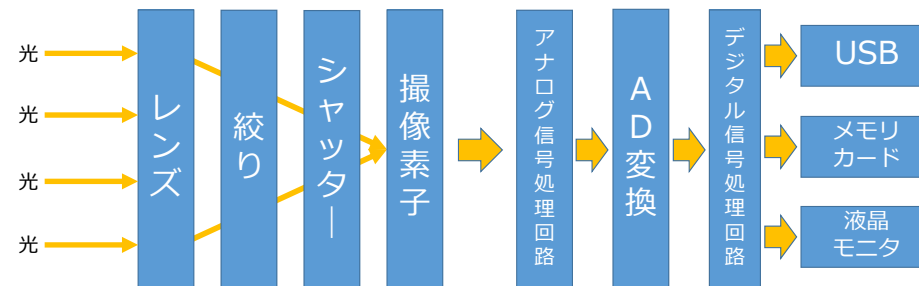 光
光
光
光
レンズ
絞り
シャッター
撮像素子
アナログ信号処理回路
AD変換
デジタル信号処理回路
USB
メモリ
カード
液晶
モニタ